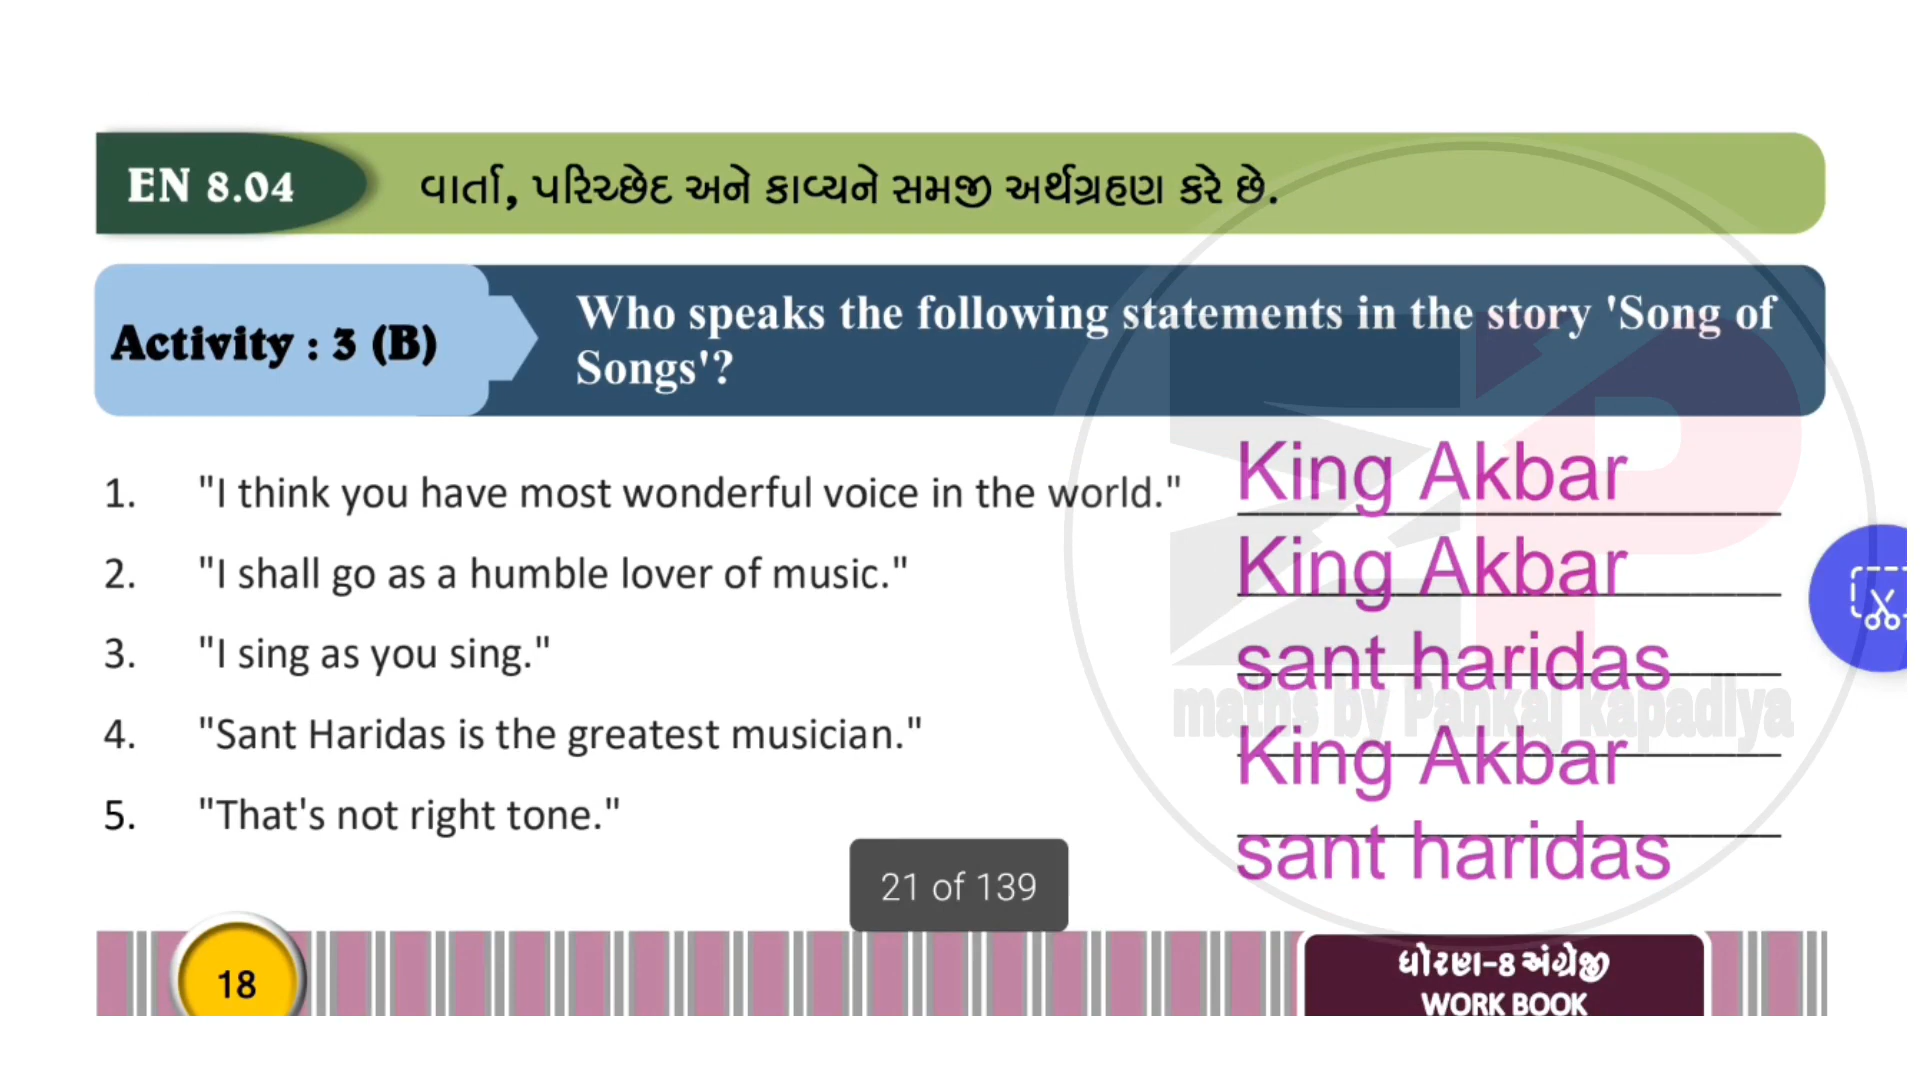 EN 8.04 વાર્તા, પરિચ્છેદ અને કાવ્યને સમજી અર્થગ્રહણ કરે છે.
Activity : 3 (B) Who speaks the following statements in the story 'Song of
Songs'?
1. "I think you have most wonderful voice in the world." King Akbar
2. "I shall go as a humble lover of music." King Akbar
3. "I sing as you sing." sant haridas
maths by Pankaj kapadiya
4. "Sant Haridas is the greatest musician." King Akbar
5. "That's not right tone." sant haridas
21 of 139
18
ધોરણ-8 અંગ્રેજી
WORK BOOK